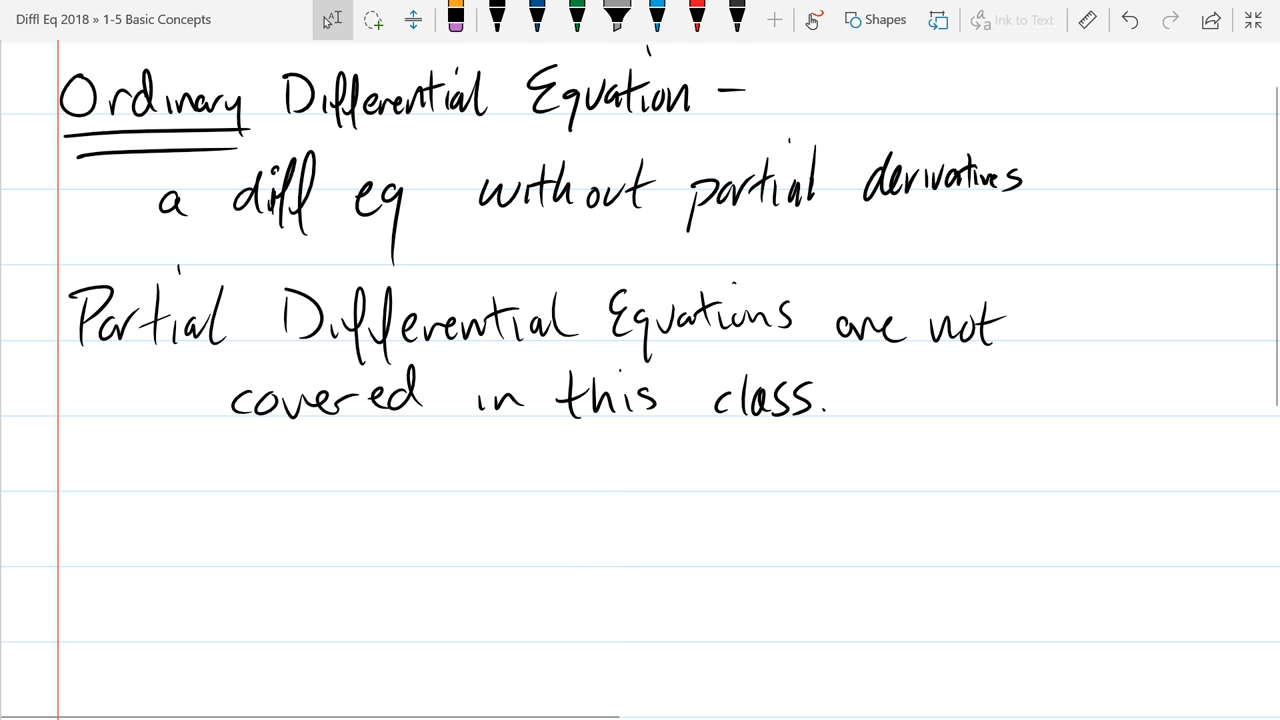 Diffl Eq 2018 » 1-5 Basic Concepts
Shapes
Ink to Text
Ordinary Differential Equation -
a diff eq without partial derivatives
Partial Differential Equations are not
covered in this class.